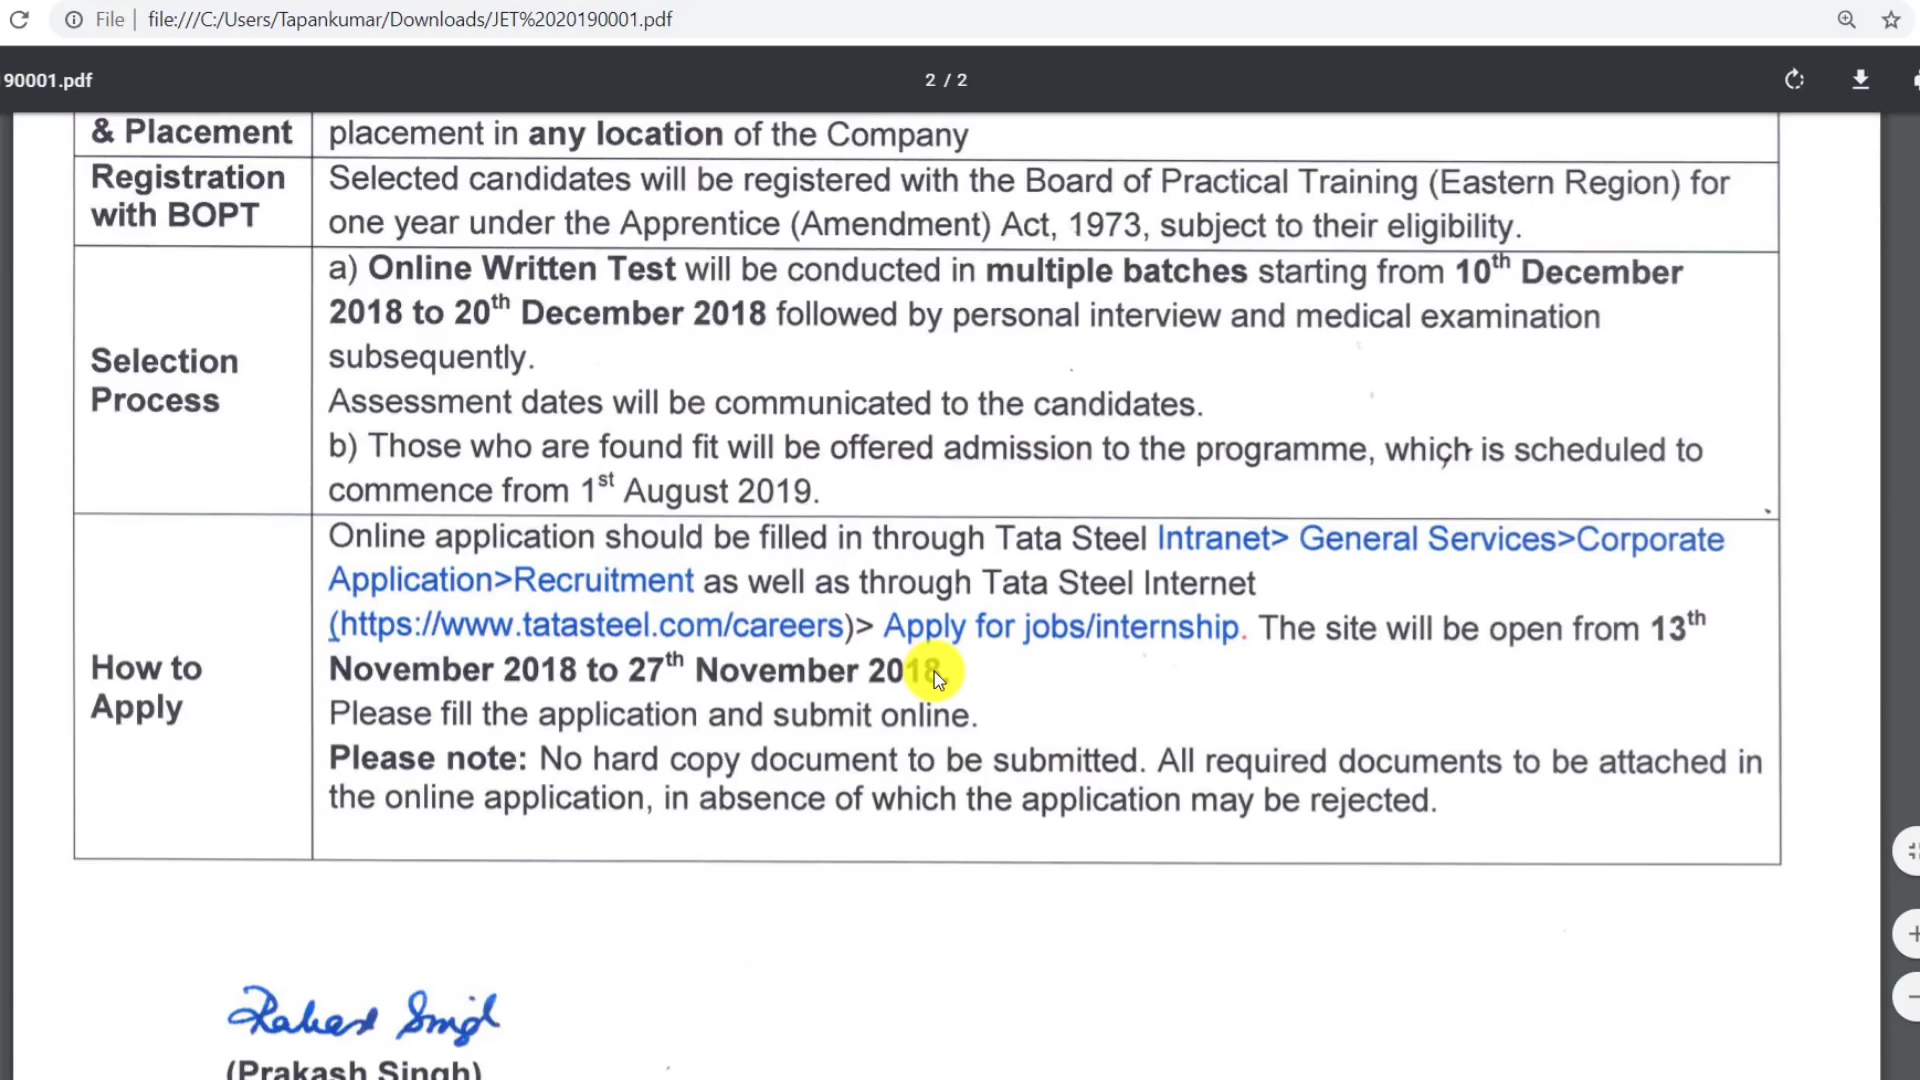 File | file:///C:/Users/Tapankumar/Downloads/JET%2020190001.pdf
90001.pdf
2 / 2
& Placement
placement in any location of the Company
Registration
with BOPT
Selected candidates will be registered with the Board of Practical Training (Eastern Region) for
one year under the Apprentice (Amendment) Act, 1973, subject to their eligibility.
Selection
Process
a) Online Written Test will be conducted in multiple batches starting from 10th December
2018 to 20th December 2018 followed by personal interview and medical examination
subsequently.
Assessment dates will be communicated to the candidates.
b) Those who are found fit will be offered admission to the programme, which is scheduled to
commence from 1st August 2019.
How to
Apply
Online application should be filled in through Tata Steel Intranet> General Services>Corporate
Application>Recruitment as well as through Tata Steel Internet
(https://www.tatasteel.com/careers)> Apply for jobs/internship. The site will be open from 13th
November 2018 to 27th November 2018
Please fill the application and submit online.
Please note: No hard copy document to be submitted. All required documents to be attached in
the online application, in absence of which the application may be rejected.
(Prakash Singh)